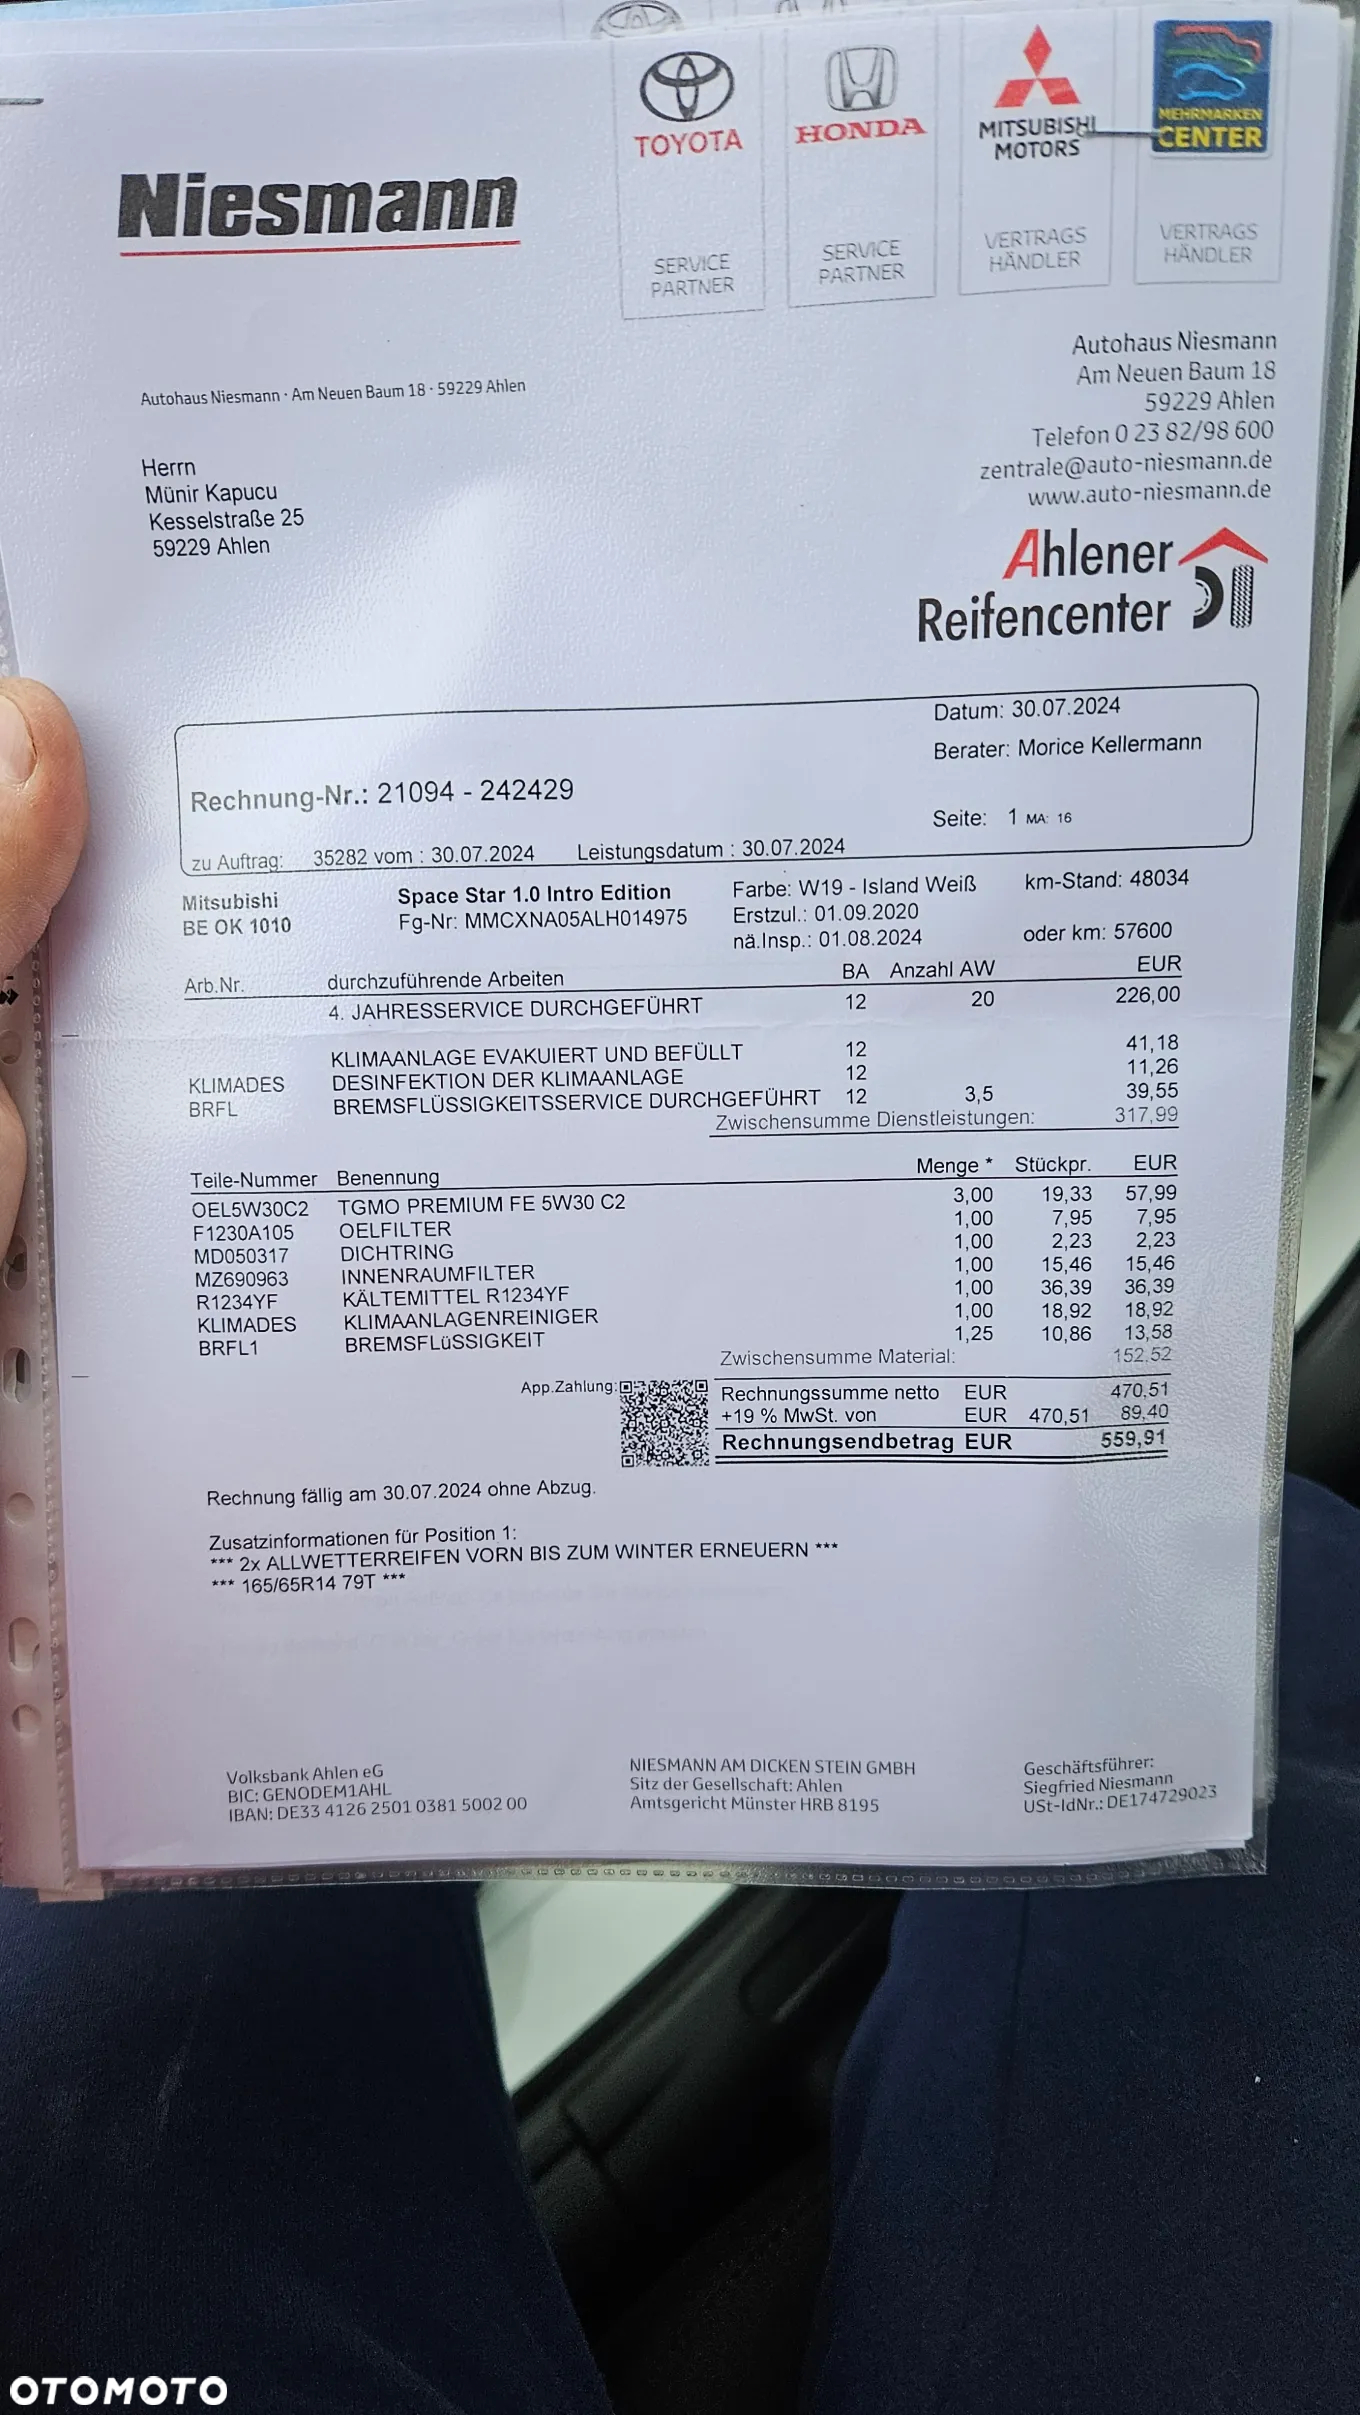 Niesmann
TOYOTA
SERVICE
PARTNER
HONDA
SERVICE
PARTNER
MITSUBISHI
MOTORS
VERTRAGS
HÄNDLER
MEHRMARKEN
CENTER
VERTRAGS
HÄNDLER
Autohaus Niesmann
Am Neuen Baum 18
59229 Ahlen
Telefon 0 23 82/98 600
zentrale@auto-niesmann.de
www.auto-niesmann.de
Autohaus Niesmann · Am Neuen Baum 18 · 59229 Ahlen
Herrn
Münir Kapucu
Kesselstraße 25
59229 Ahlen
Ahlener
Reifencenter
Datum: 30.07.2024
Berater: Morice Kellermann
Rechnung-Nr.: 21094 - 242429
Seite: 1 MA: 16
zu Auftrag: 35282 vom : 30.07.2024 Leistungsdatum : 30.07.2024
Mitsubishi Space Star 1.0 Intro Edition Farbe: W19 - Island Weiß km-Stand: 48034
BE OK 1010 Fg-Nr: MMCXNA05ALH014975 Erstzul.: 01.09.2020
nä.Insp.: 01.08.2024 oder km: 57600
Arb.Nr. durchzuführende Arbeiten BA Anzahl AW EUR
4. JAHRESSERVICE DURCHGEFÜHRT 12 20 226,00
KLIMAANLAGE EVAKUIERT UND BEFÜLLT 12 41,18
KLIMADES DESINFEKTION DER KLIMAANLAGE 12 11,26
BRFL BREMSFLÜSSIGKEITSSERVICE DURCHGEFÜHRT 12 3,5 39,55
Zwischensumme Dienstleistungen: 317,99
Teile-Nummer Benennung Menge * Stückpr. EUR
OEL5W30C2 TGMO PREMIUM FE 5W30 C2 3,00 19,33 57,99
F1230A105 OELFILTER 1,00 7,95 7,95
MD050317 DICHTRING 1,00 2,23 2,23
MZ690963 INNENRAUMFILTER 1,00 15,46 15,46
R1234YF KÄLTEMITTEL R1234YF 1,00 36,39 36,39
KLIMADES KLIMAANLAGENREINIGER 1,00 18,92 18,92
BRFL1 BREMSFLüSSIGKEIT 1,25 10,86 13,58
Zwischensumme Material: 152,52
App.Zahlung: Rechnungssumme netto EUR 470,51
+19 % MwSt. von EUR 470,51 89,40
Rechnungsendbetrag EUR 559,91
Rechnung fällig am 30.07.2024 ohne Abzug.
Zusatzinformationen für Position 1:
*** 2x ALLWETTERREIFEN VORN BIS ZUM WINTER ERNEUERN ***
*** 165/65R14 79T ***
Volksbank Ahlen eG
BIC: GENODEM1AHL
IBAN: DE33 4126 2501 0381 5002 00
NIESMANN AM DICKEN STEIN GMBH
Sitz der Gesellschaft: Ahlen
Amtsgericht Münster HRB 8195
Geschäftsführer:
Siegfried Niesmann
USt-IdNr.: DE174729023
OTOMOTO